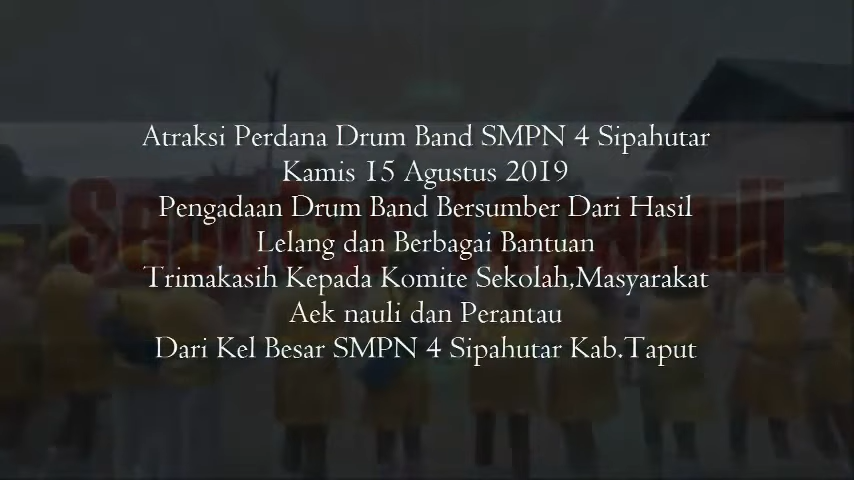 Atraksi Perdana Drum Band SMPN 4 Sipahutar
Kamis 15 Agustus 2019
Pengadaan Drum Band Bersumber Dari Hasil
Lelang dan Berbagai Bantuan
Trimakasih Kepada Komite Sekolah,Masyarakat
Aek nauli dan Perantau
Dari Kel Besar SMPN 4 Sipahutar Kab.Taput